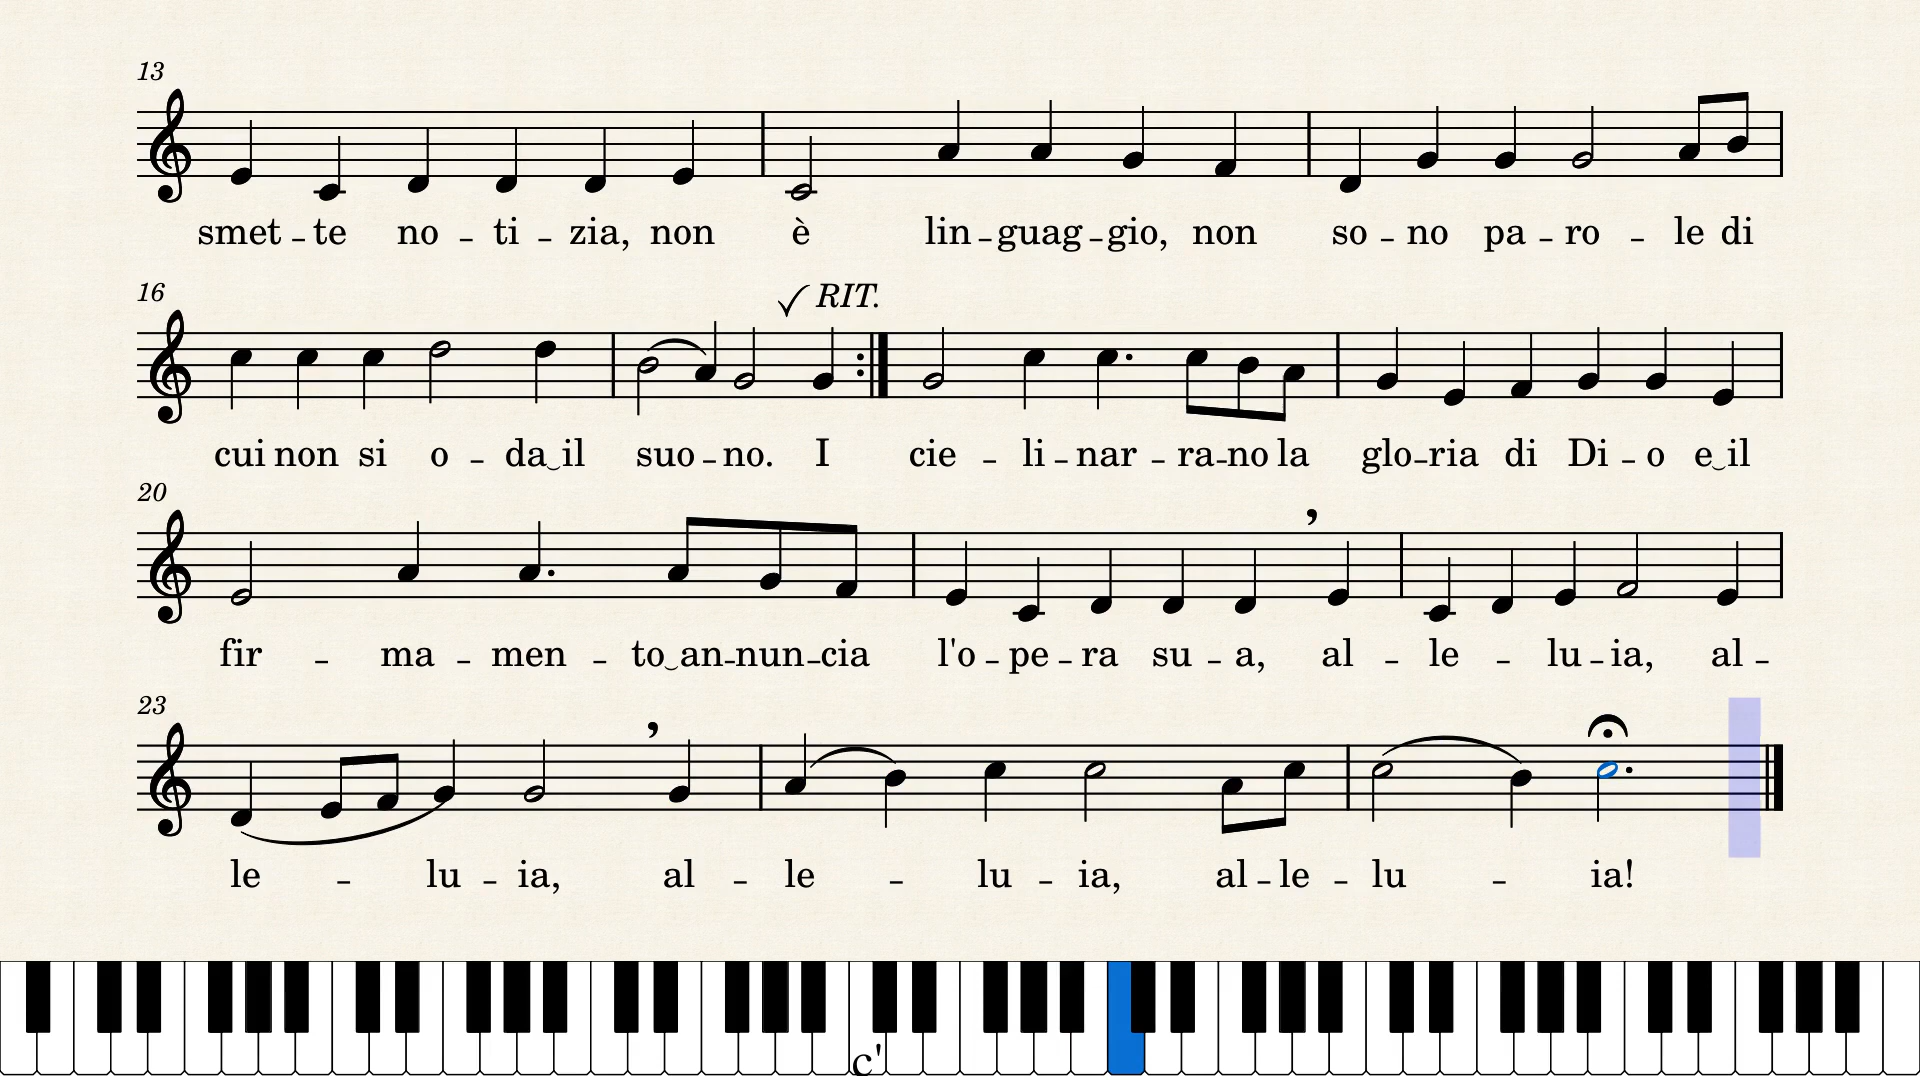 13
smet - te no - ti - zia, non è lin - guag - gio, non so - no pa - ro - le di
16
RIT.
cui non si o - da‿il suo - no. I cie - li - nar - ra - no la glo - ria di Di - o e‿il
20
fir - ma - men - to‿an - nun - cia l'o - pe - ra su - a, al - le - lu - ia, al -
23
le - lu - ia, al - le - lu - ia, al - le - lu - ia!
c'